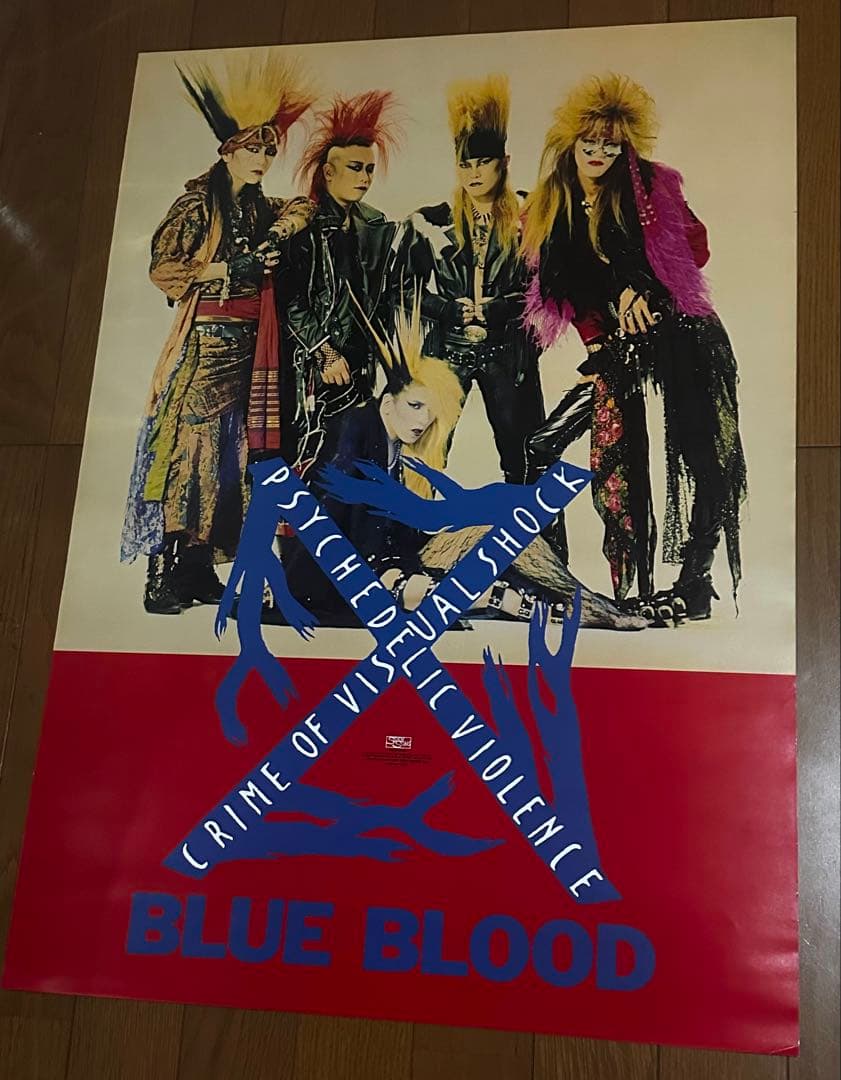 PSYCHEDELIC VIOLENCE
CRIME OF VISUAL SHOCK
BLUE BLOOD